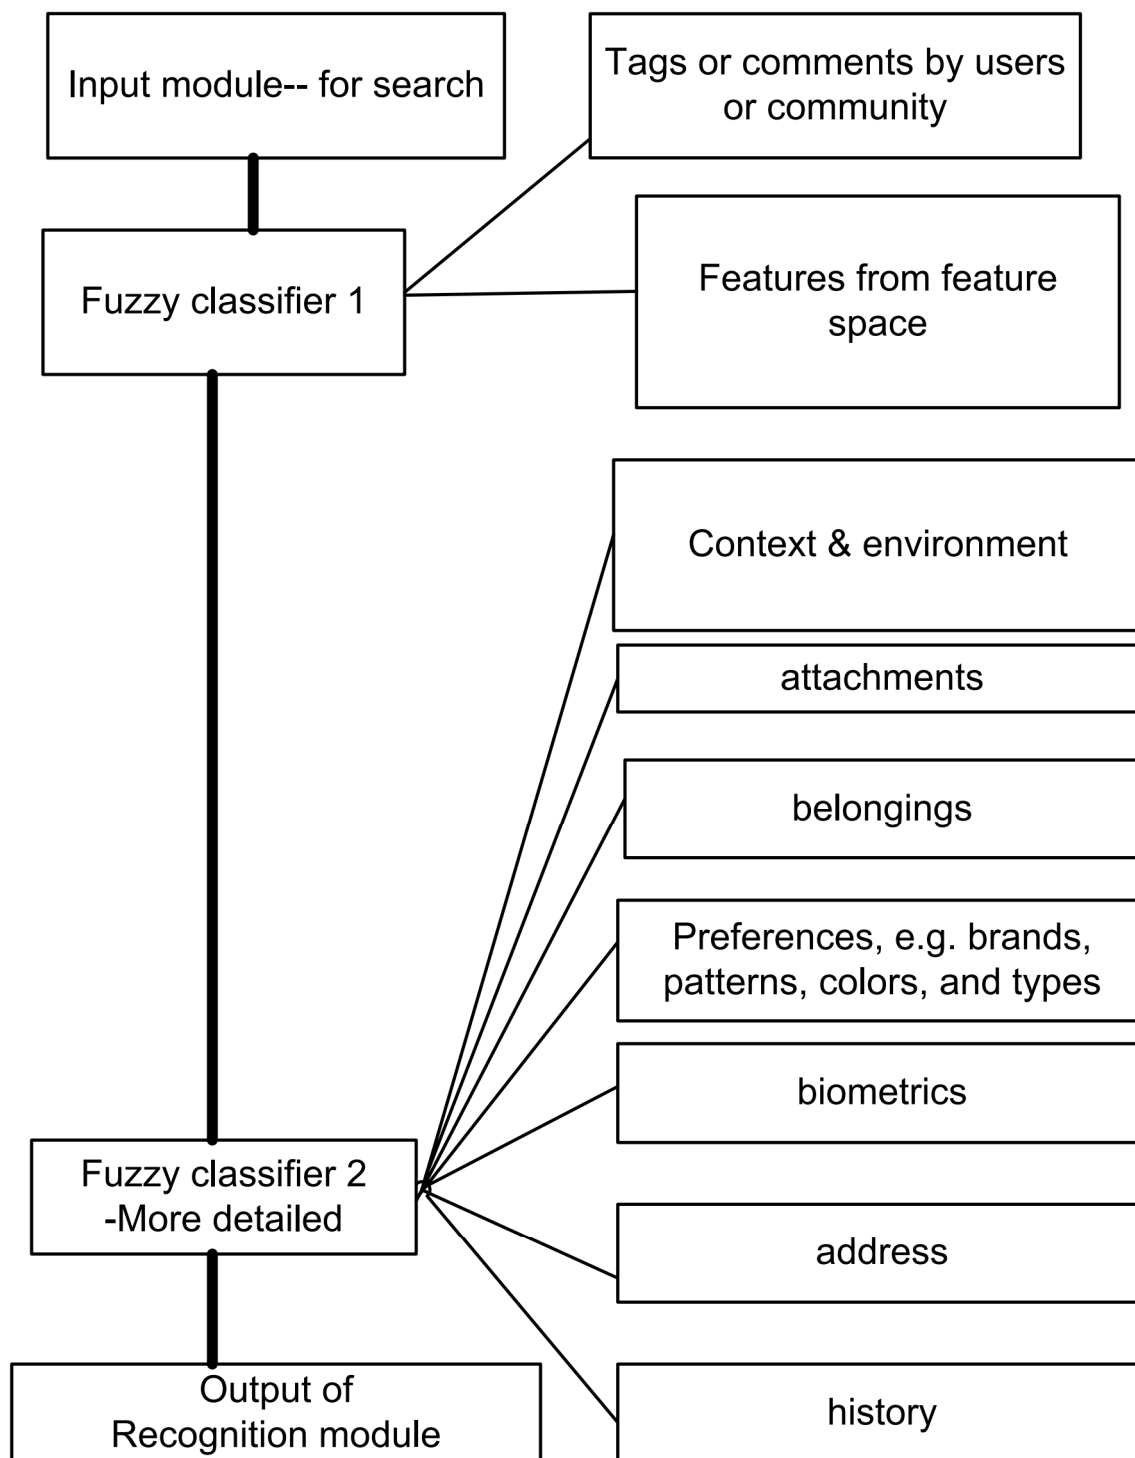 Input module-- for search
Tags or comments by users
or community
Fuzzy classifier 1
Features from feature
space
Context & environment
attachments
belongings
Preferences, e.g. brands,
patterns, colors, and types
biometrics
Fuzzy classifier 2
-More detailed
address
Output of
Recognition module
history